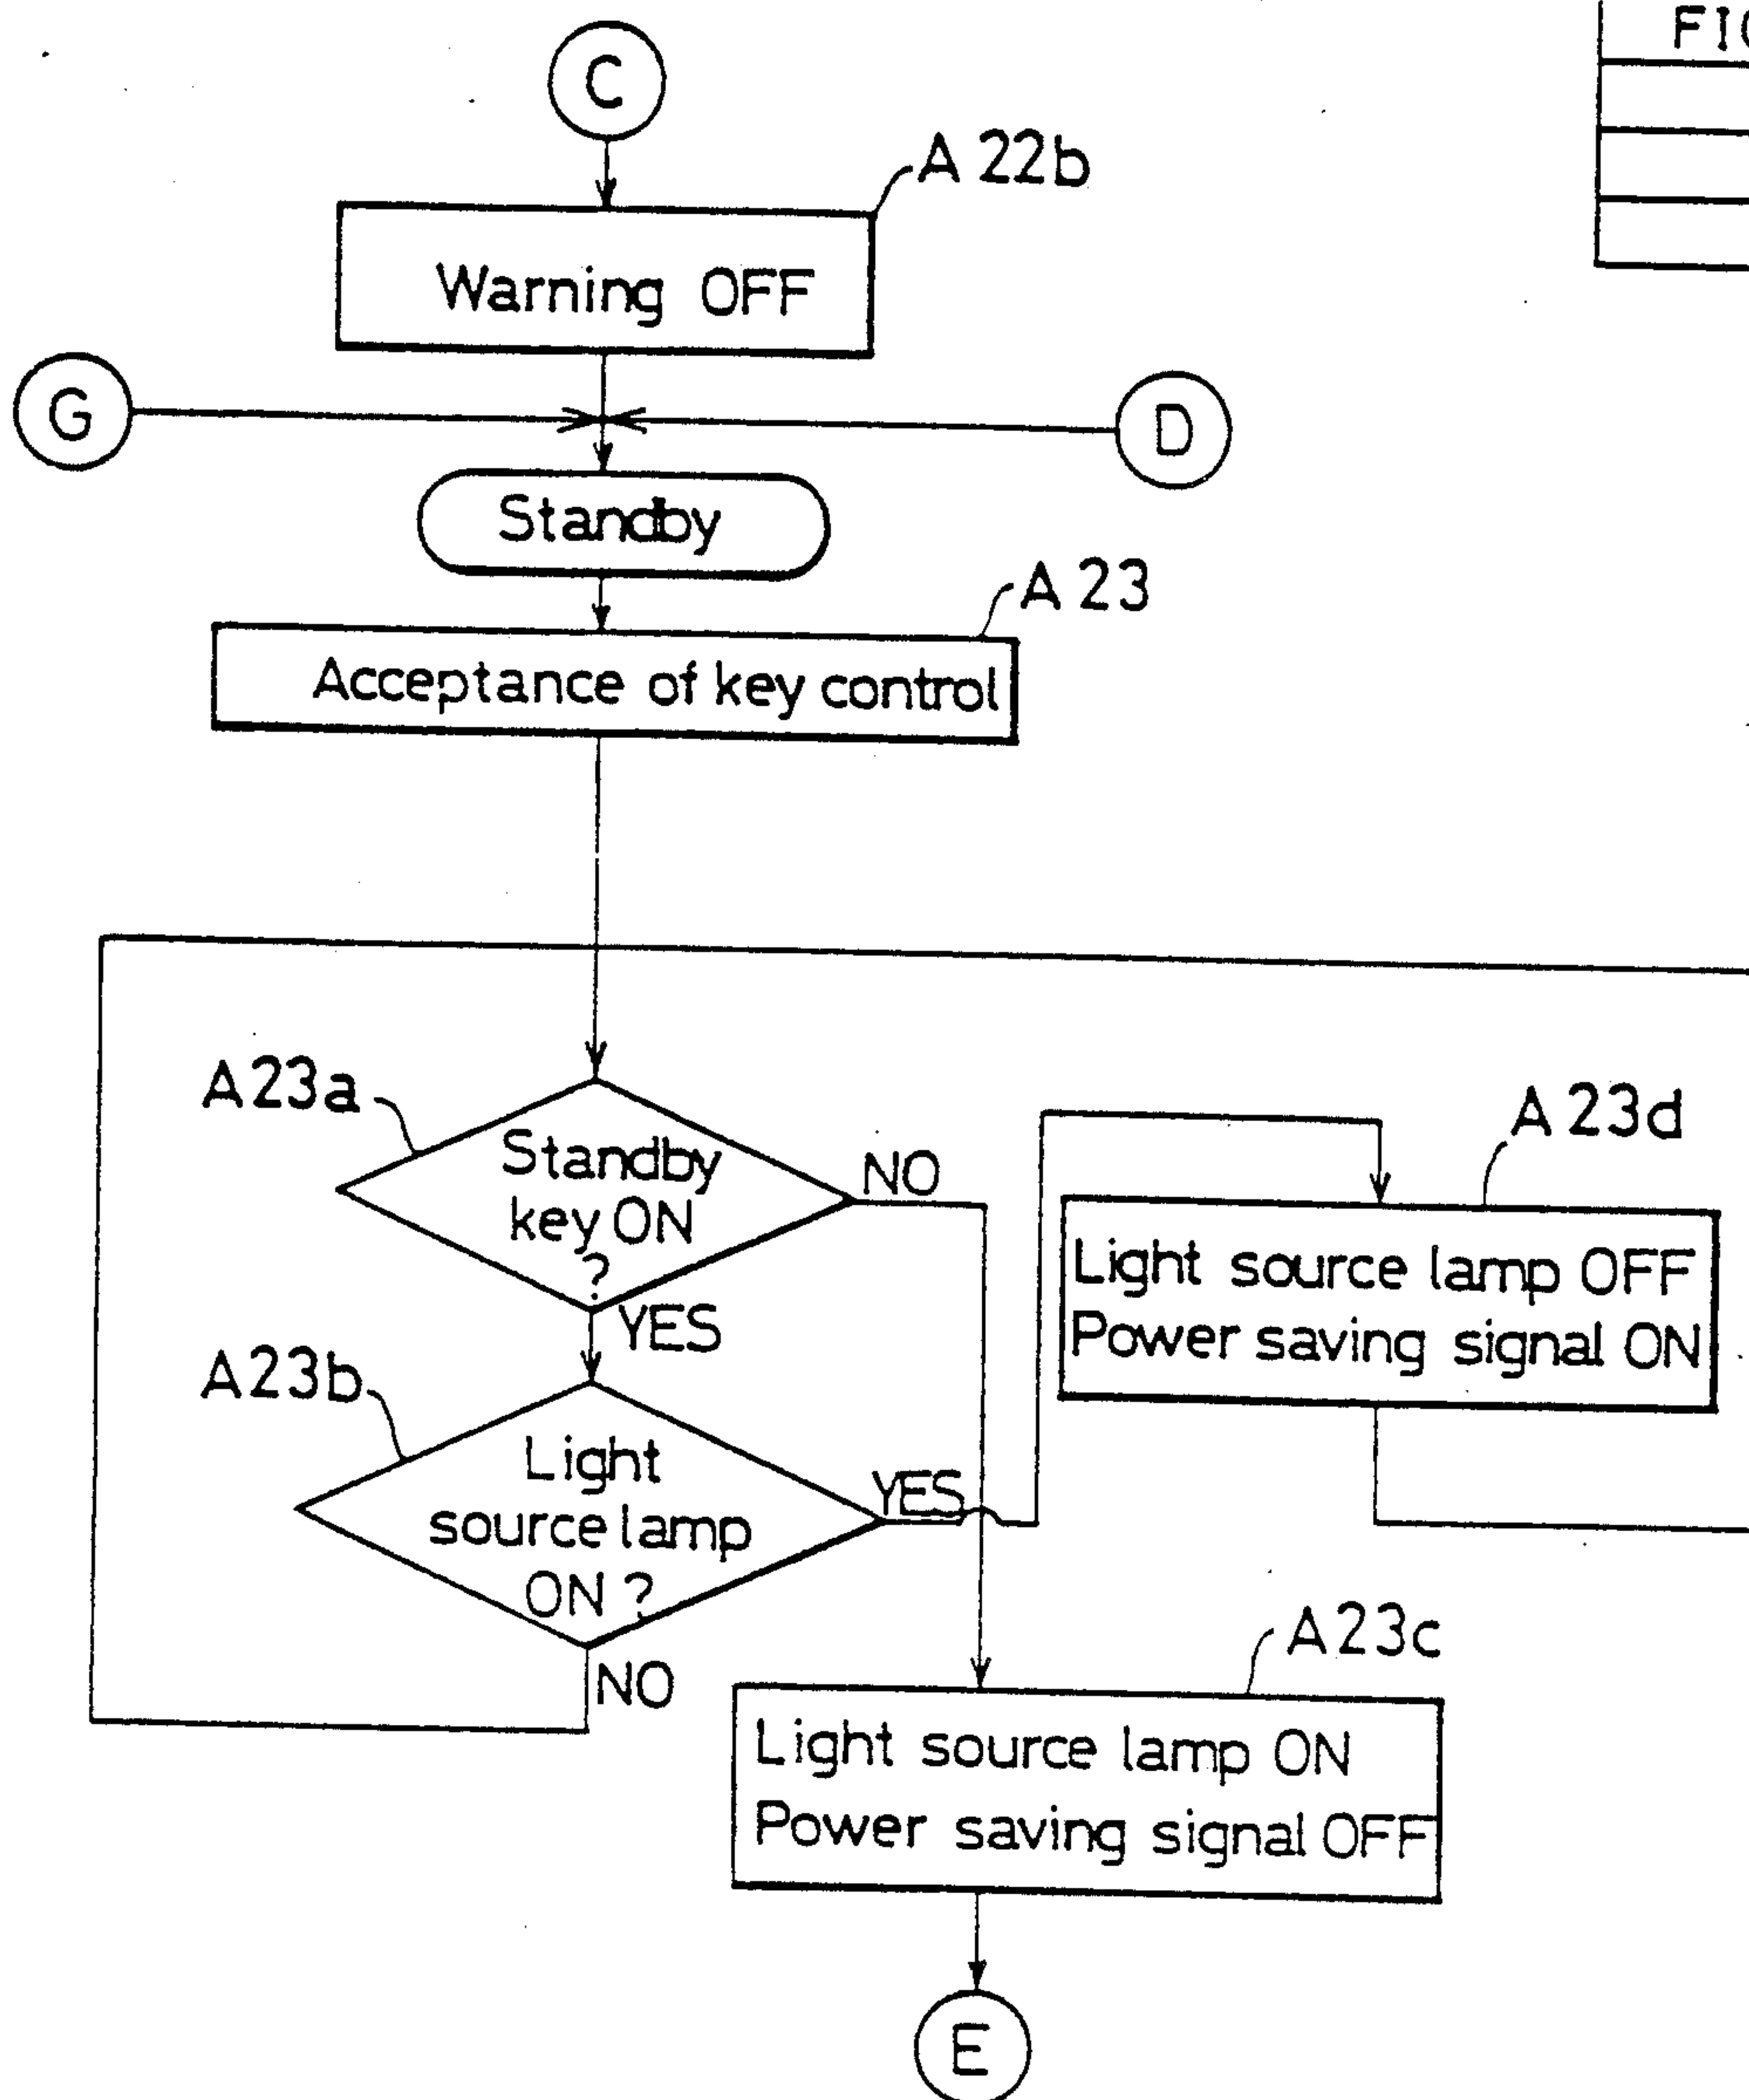 FIG
C
A 22b
Warning OFF
G
D
Standby
A 23
Acceptance of key control
A23a
Standby
key ON
?
NO
YES
A 23d
Light source lamp OFF
Power saving signal ON
A23b
Light
source lamp
ON ?
YES
NO
A23c
Light source lamp ON
Power saving signal OFF
E